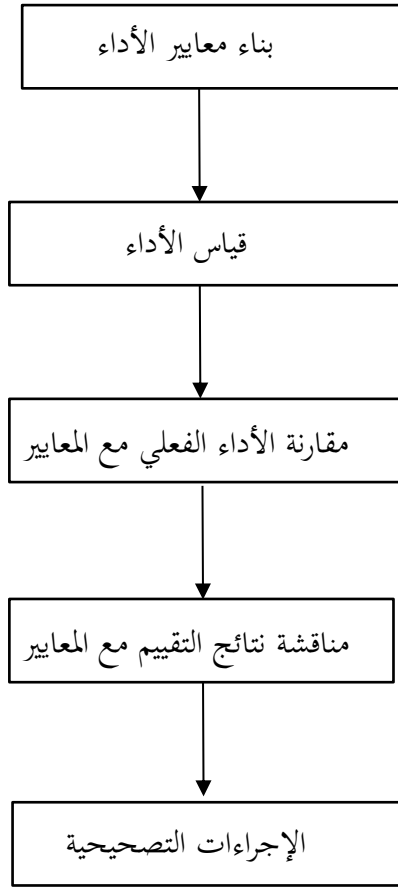 بناء معايير الأداء
قياس الأداء
مقارنة الأداء الفعلي مع المعايير
مناقشة نتائج التقييم مع المعايير
الإجراءات التصحيحية